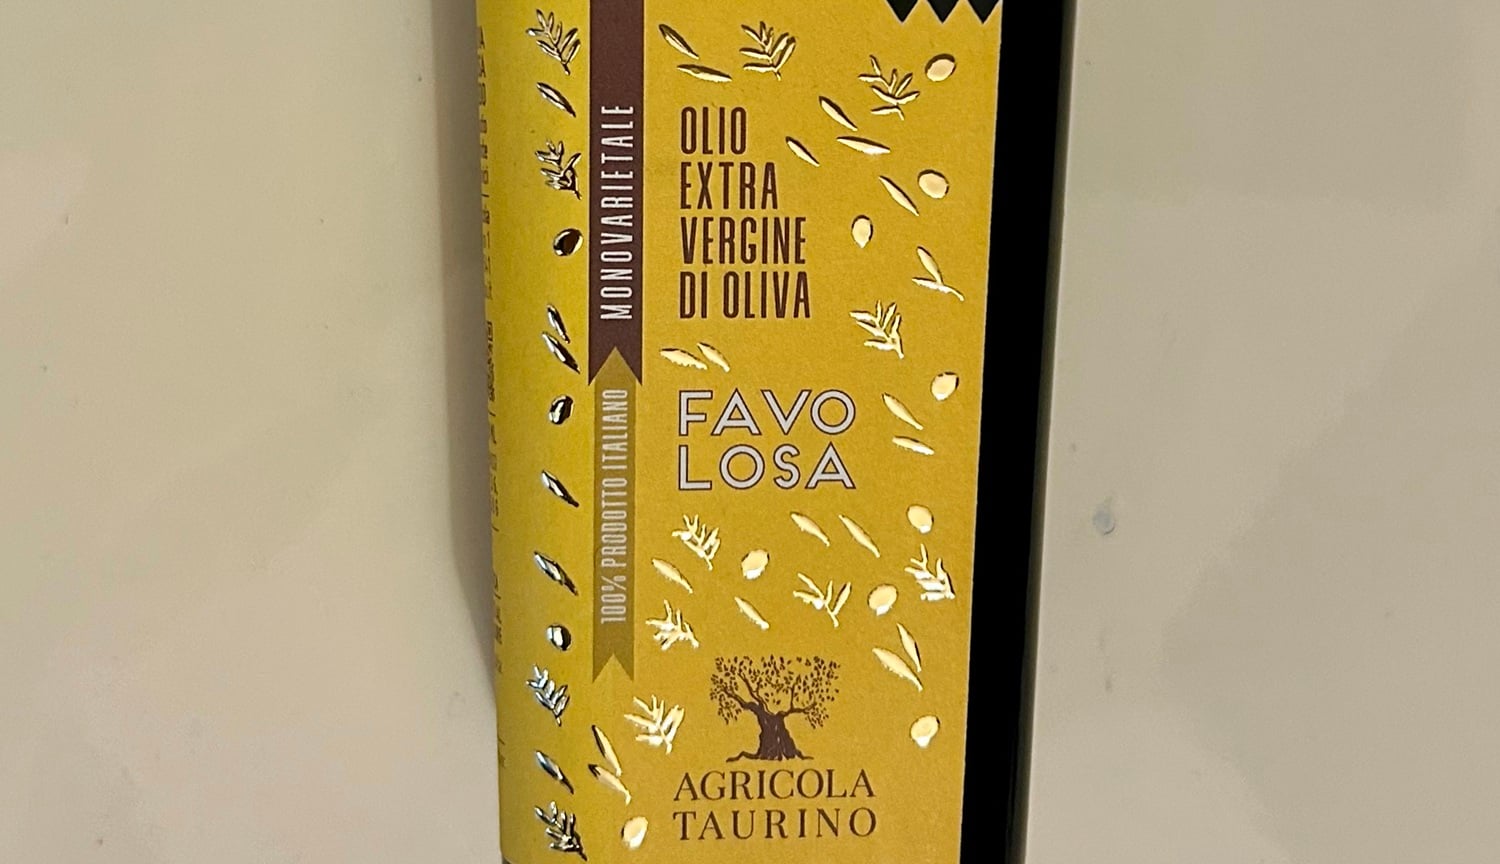 MONOVARIETALE
100% PRODOTTO ITALIANO
OLIO
EXTRA
VERGINE
DI OLIVA
FAVO
LOSA
AGRICOLA
TAURINO